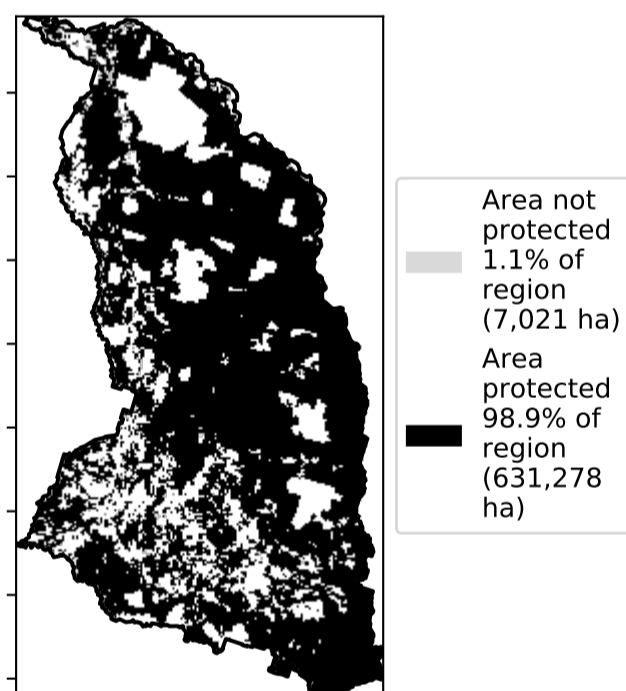 Area not
protected
1.1% of
region
(7,021 ha)
Area
protected
98.9% of
region
(631,278
ha)